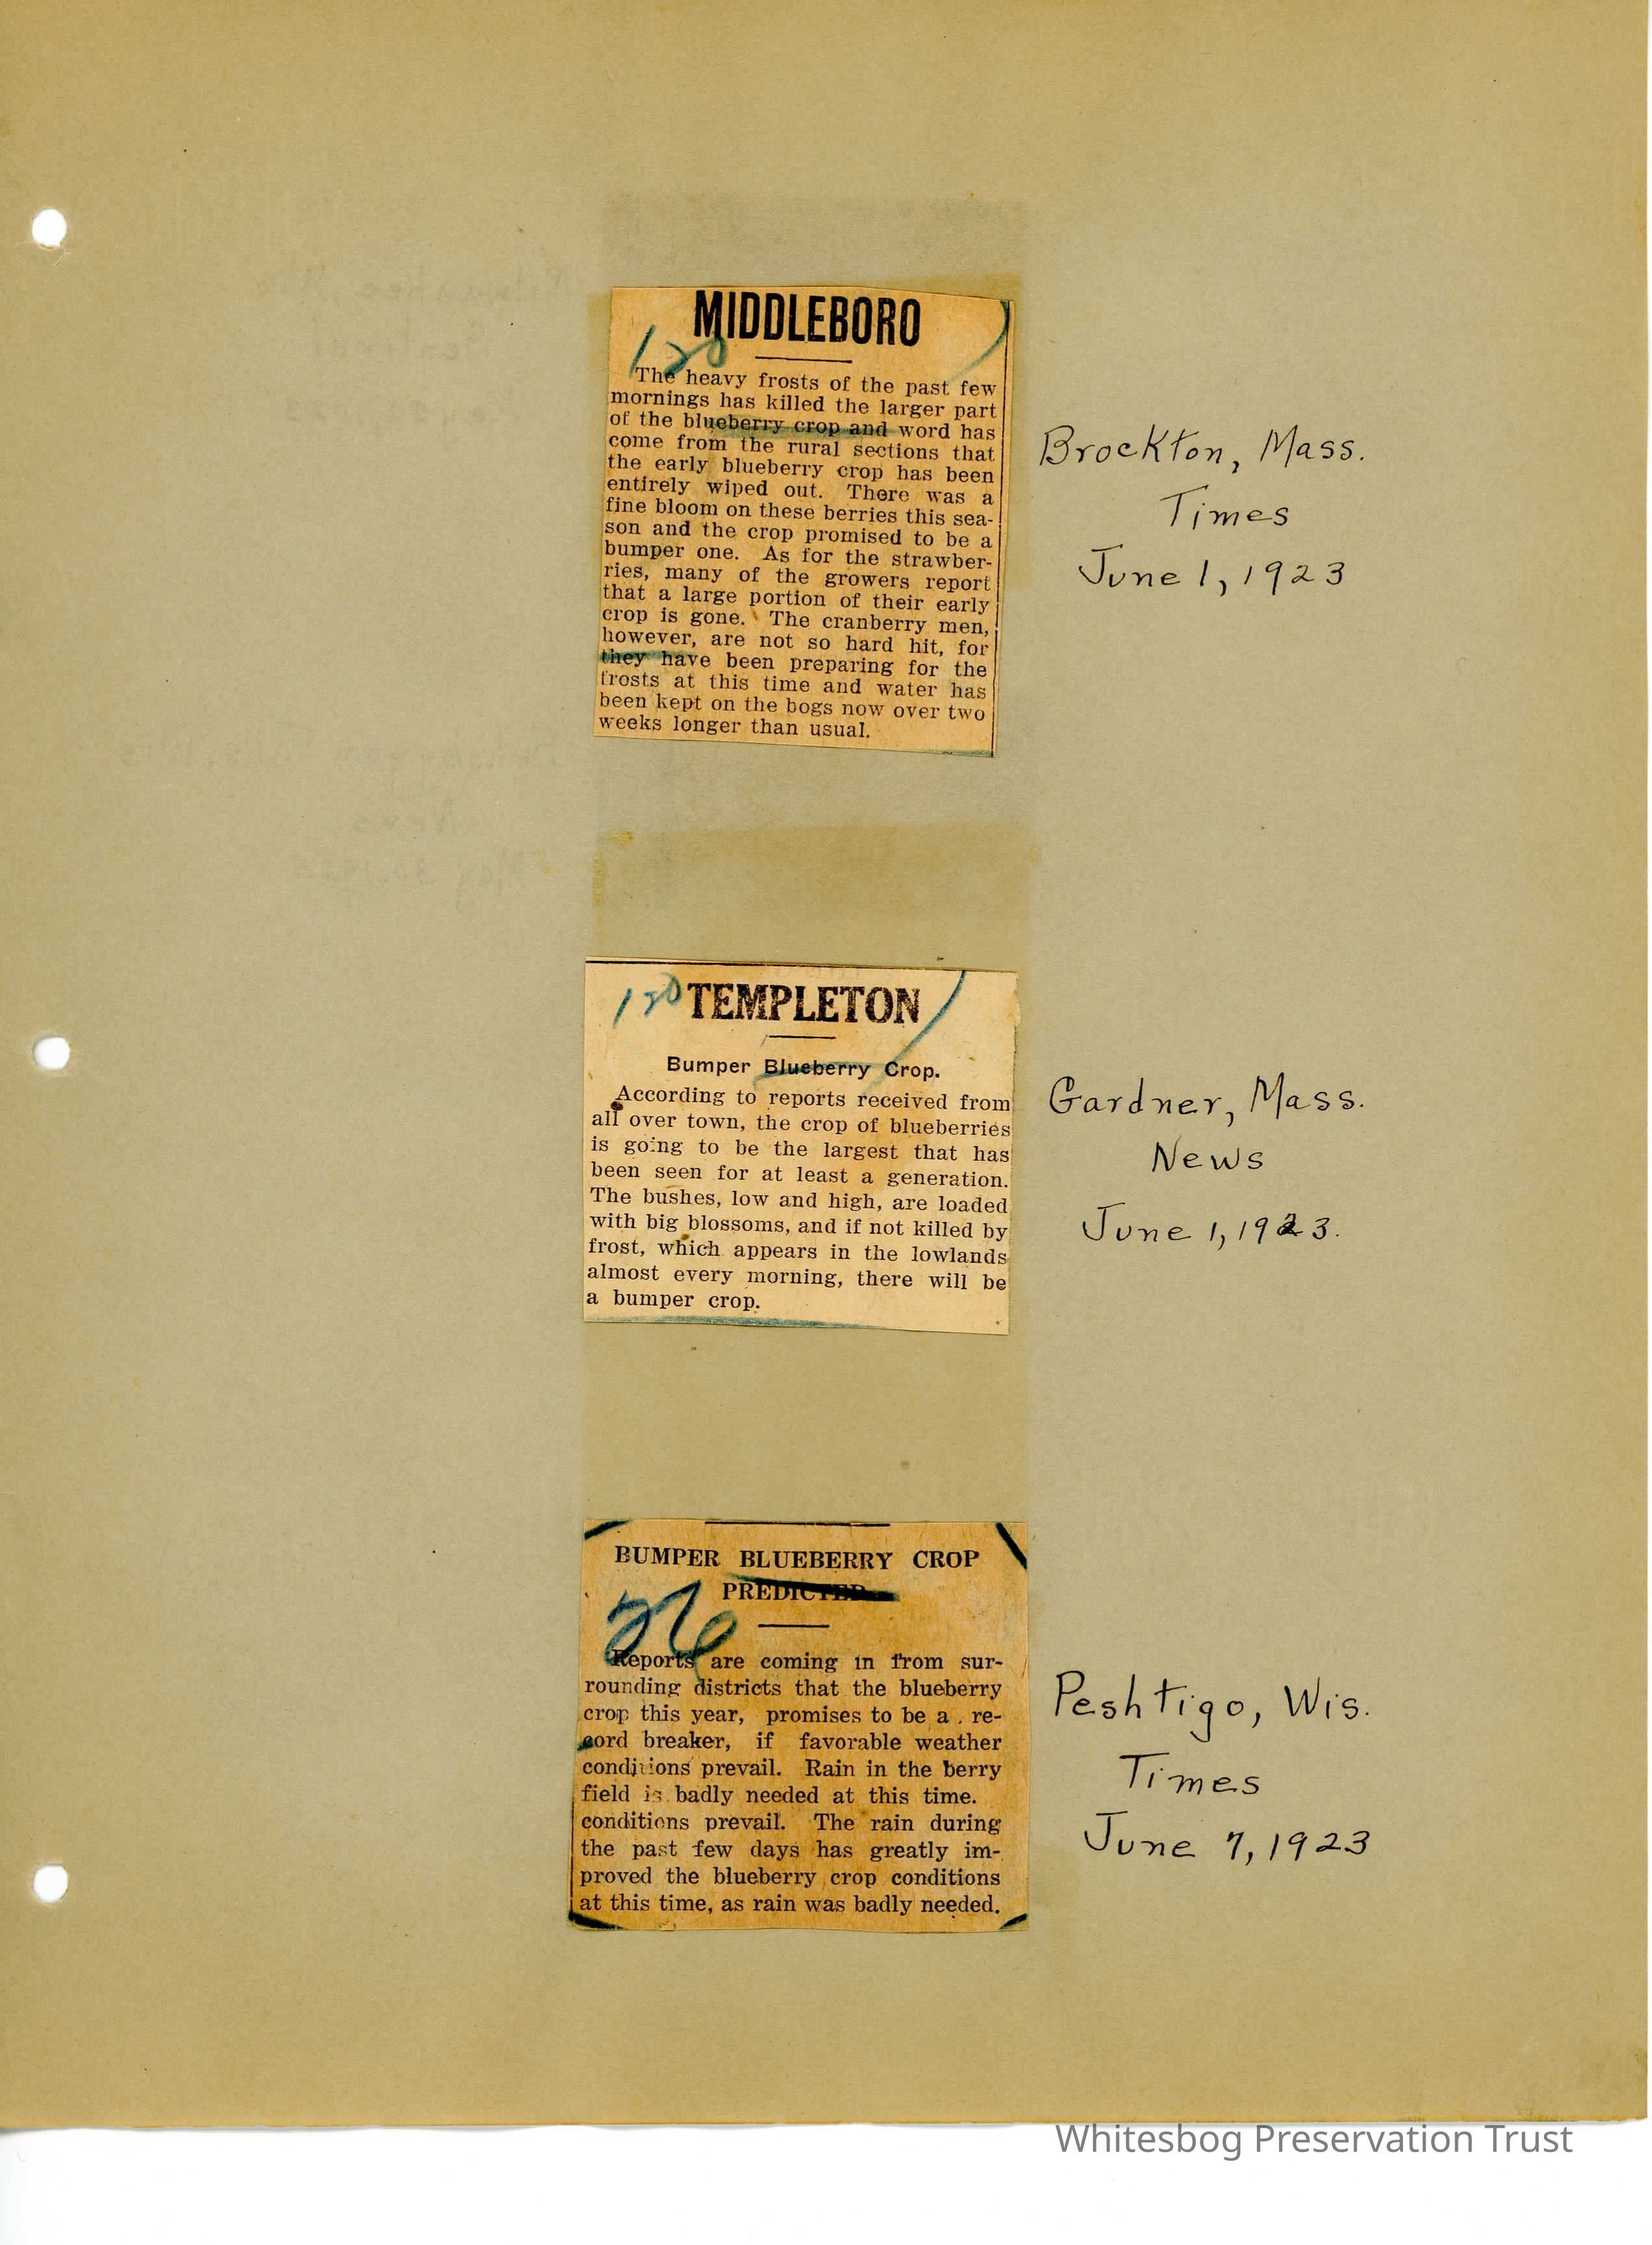 MIDDLEBORO
130
The heavy frosts of the past few
mornings has killed the larger part
of the blueberry crop and word has
come from the rural sections that
the early blueberry crop has been
entirely wiped out. There was a
fine bloom on these berries this sea-
son and the crop promised to be a
bumper one. As for the strawber-
ries, many of the growers report
that a large portion of their early
crop is gone. The cranberry men,
however, are not so hard hit, for
they have been preparing for the
frosts at this time and water has
been kept on the bogs now over two
weeks longer than usual.
Brockton, Mass.
Times
June 1, 1923
130
TEMPLETON
Bumper Blueberry Crop.
According to reports received from
all over town, the crop of blueberries
is going to be the largest that has
been seen for at least a generation.
The bushes, low and high, are loaded
with big blossoms, and if not killed by
frost, which appears in the lowlands
almost every morning, there will be
a bumper crop.
Gardner, Mass.
News
June 1, 1923.
BUMPER BLUEBERRY CROP
PREDICTED
26
Reports are coming in from sur-
rounding districts that the blueberry
crop this year, promises to be a . re-
cord breaker, if favorable weather
conditions prevail. Rain in the berry
field is badly needed at this time.
conditions prevail. The rain during
the past few days has greatly im-
proved the blueberry crop conditions
at this time, as rain was badly needed.
Peshtigo, Wis.
Times
June 7, 1923
Whitesbog Preservation Trust